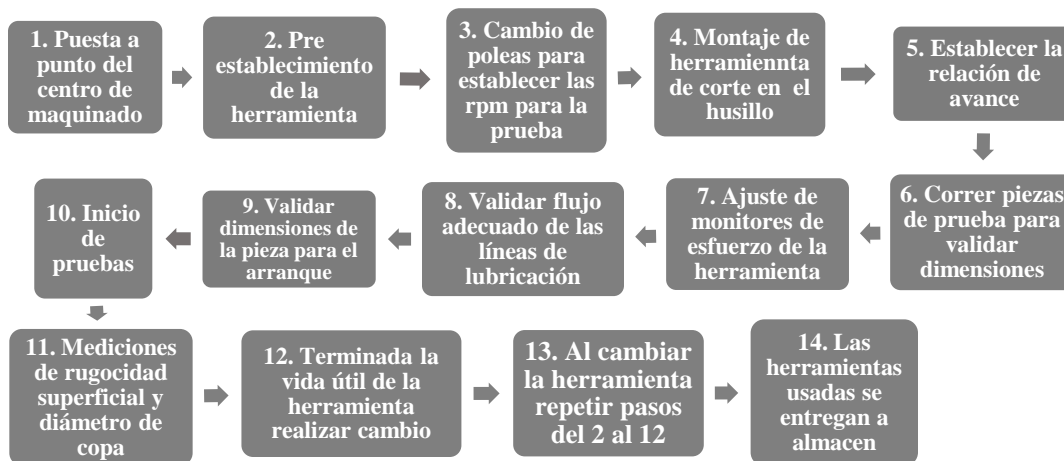 1. Puesta a
punto del
centro de
maquinado
2. Pre
establecimiento
de la
herramienta
3. Cambio de
poleas para
establecer las
rpm para la
prueba
4. Montaje de
herramiennta
de corte en el
husillo
5. Establecer la
relación de
avance
6. Correr piezas
de prueba para
validar
dimensiones
7. Ajuste de
monitores de
esfuerzo de la
herramienta
8. Validar flujo
adecuado de las
líneas de
lubricación
9. Validar
dimensiones de
la pieza para el
arranque
10. Inicio
de
pruebas
11. Mediciones
de rugocidad
superficial y
diámetro de
copa
12. Terminada la
vida útil de la
herramienta
realizar cambio
13. Al cambiar
la herramienta
repetir pasos
del 2 al 12
14. Las
herramientas
usadas se
entregan a
almacen